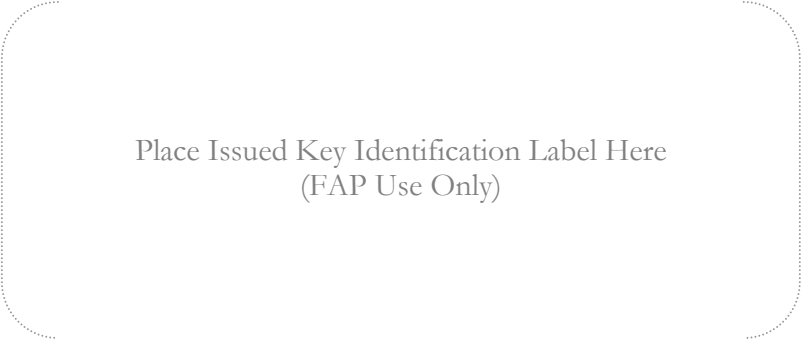 Place Issued Key Identification Label Here
(FAP Use Only)